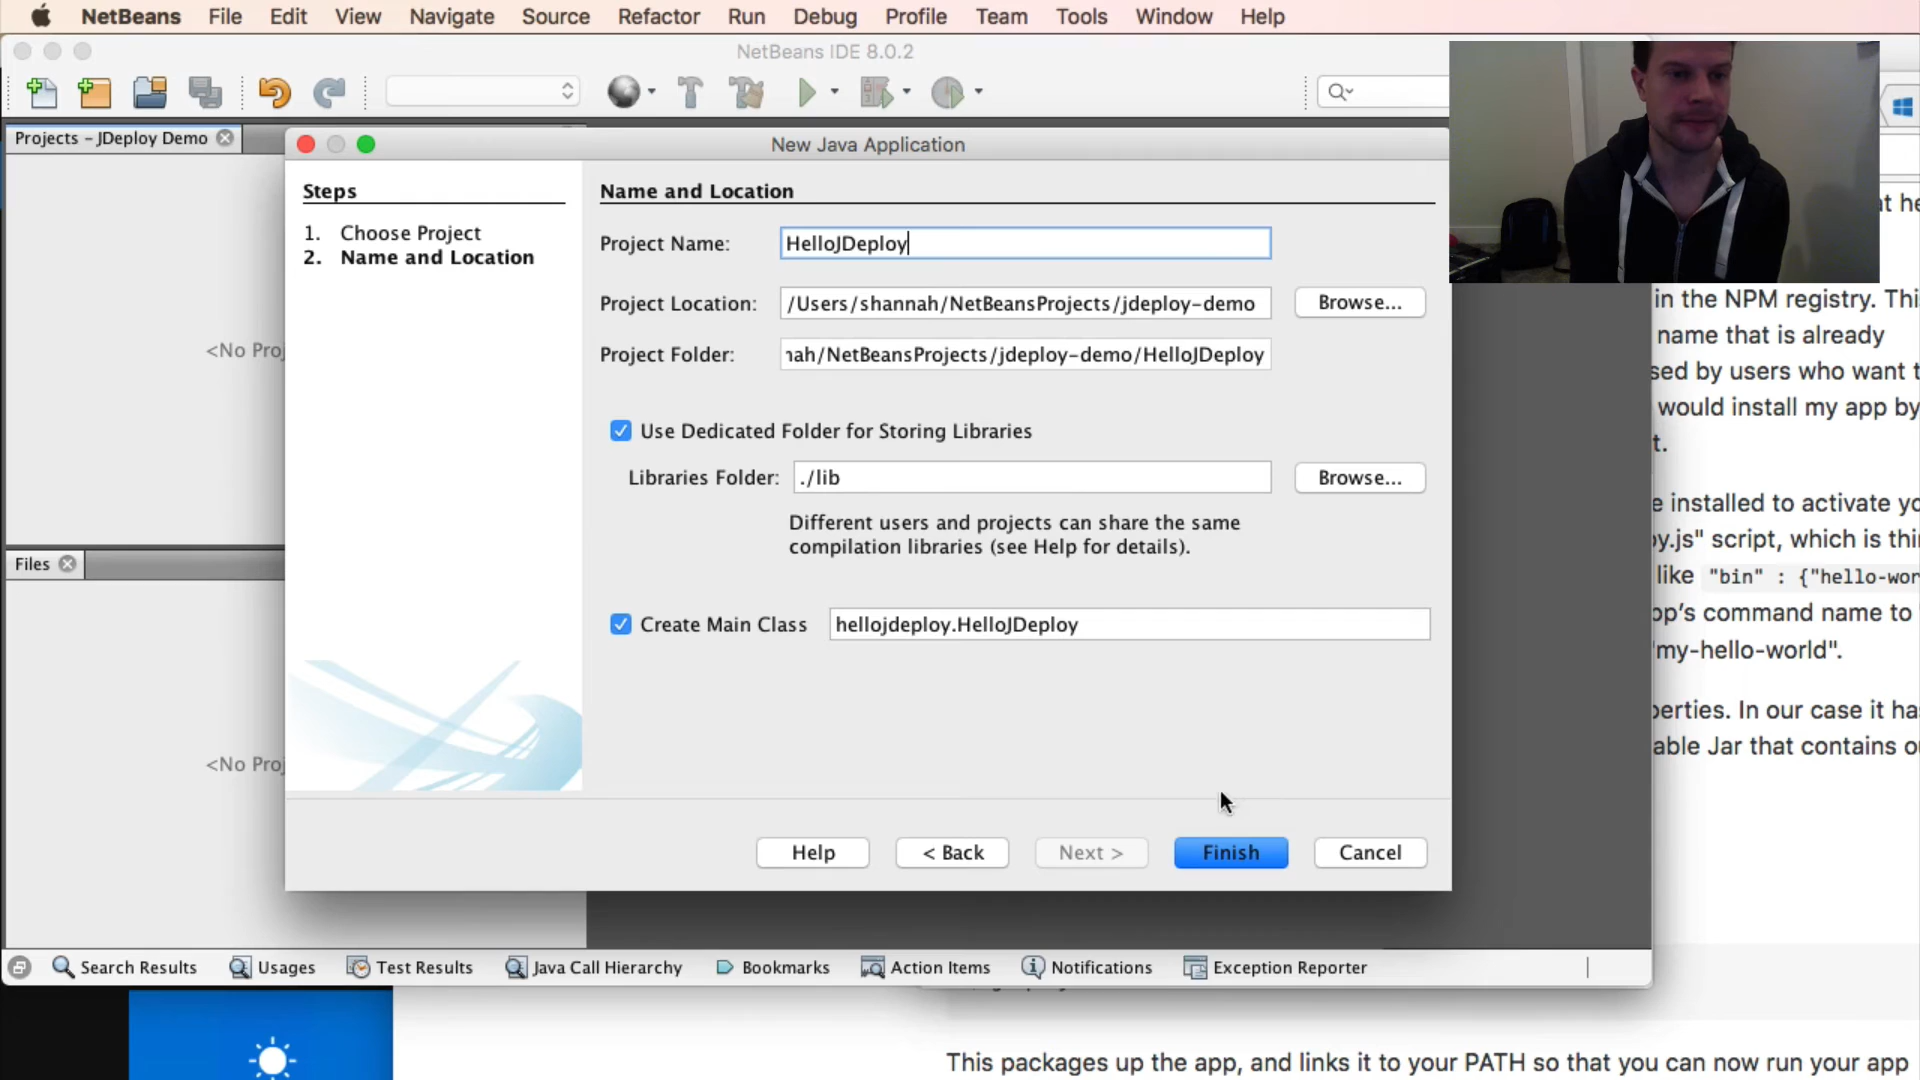 NetBeans File Edit View Navigate Source Refactor Run Debug Profile Team Tools Window Help
NetBeans IDE 8.0.2
Projects - JDeploy Demo
New Java Application
Steps
1. Choose Project
2. Name and Location
Name and Location
Project Name: HelloJDeploy
Project Location: /Users/shannah/NetBeansProjects/jdeploy-demo Browse...
Project Folder: nah/NetBeansProjects/jdeploy-demo/HelloJDeploy
<No Proj
Use Dedicated Folder for Storing Libraries
Libraries Folder: ./lib Browse...
Different users and projects can share the same
compilation libraries (see Help for details).
Create Main Class hellojdeploy.HelloJDeploy
Files
<No Proj
Help < Back Next > Finish Cancel
in the NPM registry. Thi
name that is already
sed by users who want t
would install my app by
t.
e installed to activate yo
oy.js" script, which is thi
like "bin" : {"hello-wor
pp's command name to
"my-hello-world".
perties. In our case it ha
able Jar that contains o
Search Results Usages Test Results Java Call Hierarchy Bookmarks Action Items Notifications Exception Reporter
This packages up the app, and links it to your PATH so that you can now run your app